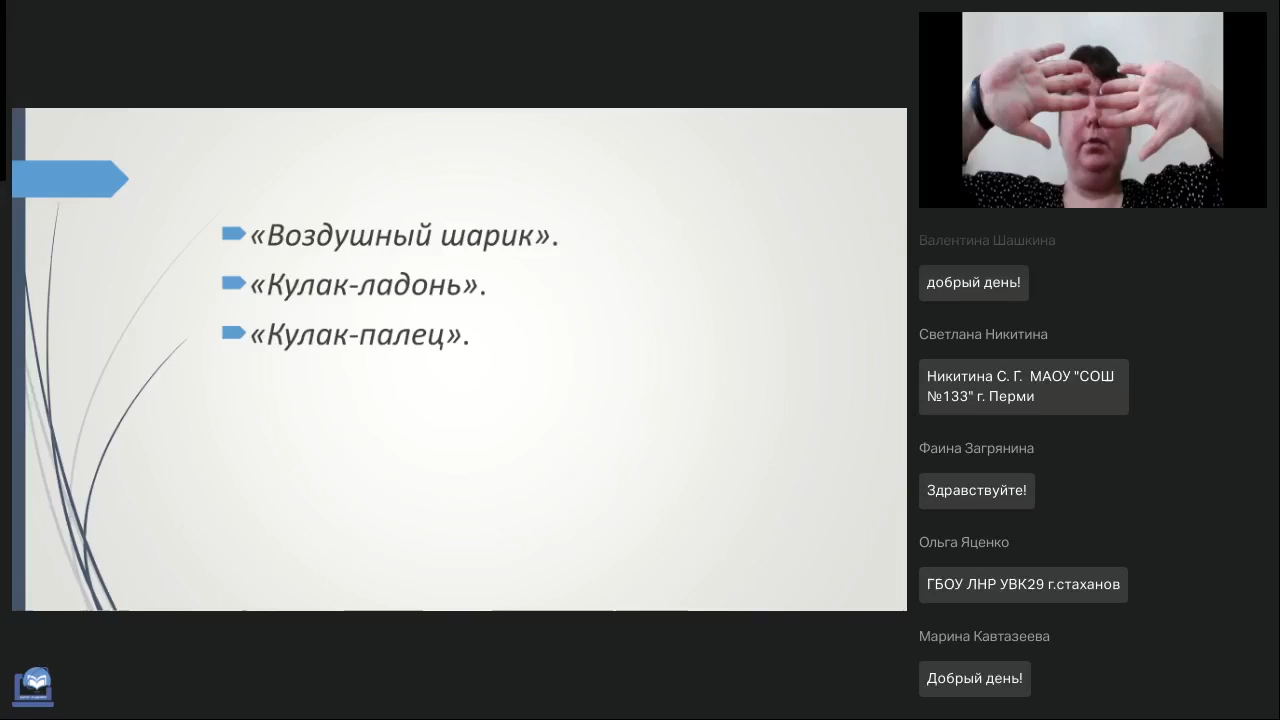 «Воздушный шарик».
«Кулак-ладонь».
«Кулак-палец».
Валентина Шашкина
добрый день!
Светлана Никитина
Никитина С. Г.  МАОУ "СОШ
№133" г. Перми
Фаина Загрянина
Здравствуйте!
Ольга Яценко
ГБОУ ЛНР УВК29 г.стаханов
Марина Кавтазеева
Добрый день!